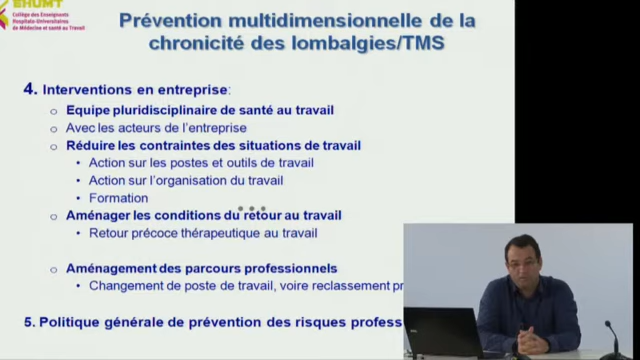 EHUMT
Collège des Enseignants
Hospitalo-Universitaires
de Médecine et santé au Travail
Prévention multidimensionnelle de la
chronicité des lombalgies/TMS
4. Interventions en entreprise:
o Equipe pluridisciplinaire de santé au travail
o Avec les acteurs de l'entreprise
o Réduire les contraintes des situations de travail
• Action sur les postes et outils de travail
• Action sur l'organisation du travail
• Formation
o Aménager les conditions du retour au travail
• Retour précoce thérapeutique au travail
o Aménagement des parcours professionnels
• Changement de poste de travail, voire reclassement pr
5. Politique générale de prévention des risques profess